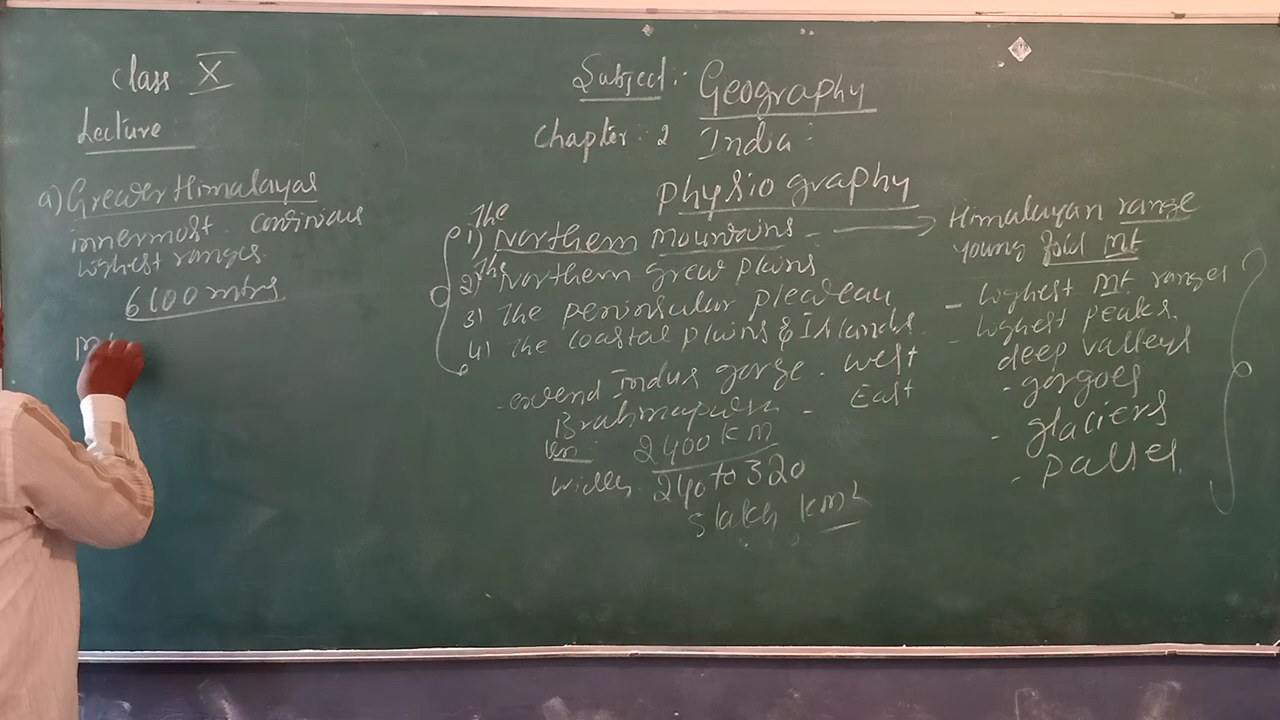 Class X
Lecture
Subject :- Geography
Chapter : 2 India
Physiography
a) Greater Himalayas
innermost continious
highest ranges.
6100 mtrs
The
1) Northern Mountains
The
2) Northern great plains
3) The peninsular plateau
4) The Coastal plains & Islands.
- extend Indus gorge - West
Brahmaputra - East
km 2400 km
width 240 to 320
5 lakh km²
Himalayan range
young fold mt
- highest mt ranges
- highest peaks.
deep valleys
- gorges
- glaciers
- passes